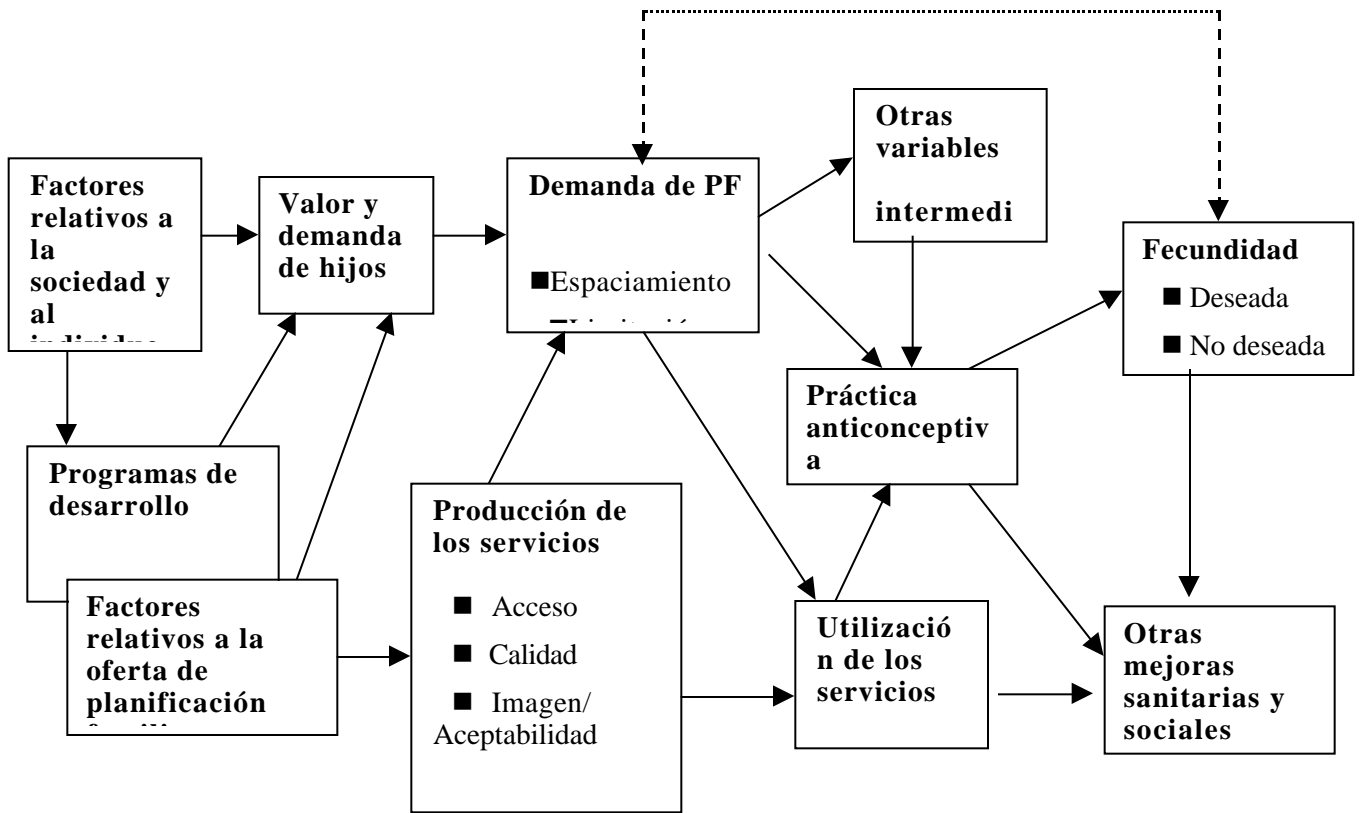 Otras
variables
intermedi
Factores
relativos a
la
sociedad y
al
Valor y
demanda
de hijos
Demanda de PF
■Espaciamiento
Fecundidad
■ Deseada
■ No deseada
Práctica
anticonceptiv
a
Programas de
desarrollo
Producción de
los servicios
■ Acceso
■ Calidad
■ Imagen/
Aceptabilidad
Factores
relativos a la
oferta de
planificación
Utilizació
n de los
servicios
Otras
mejoras
sanitarias y
sociales